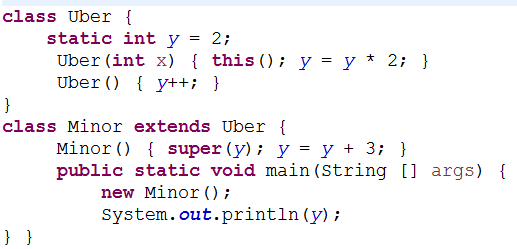 class Uber {
    static int y = 2;
     Uber(int x) { this(); y = y * 2; }
     Uber() { y++; }
}
class Minor extends Uber {
     Minor() { super(y); y = y + 3; }
     public static void main(String [] args) {
         new Minor();
         System.out.println(y);
} }